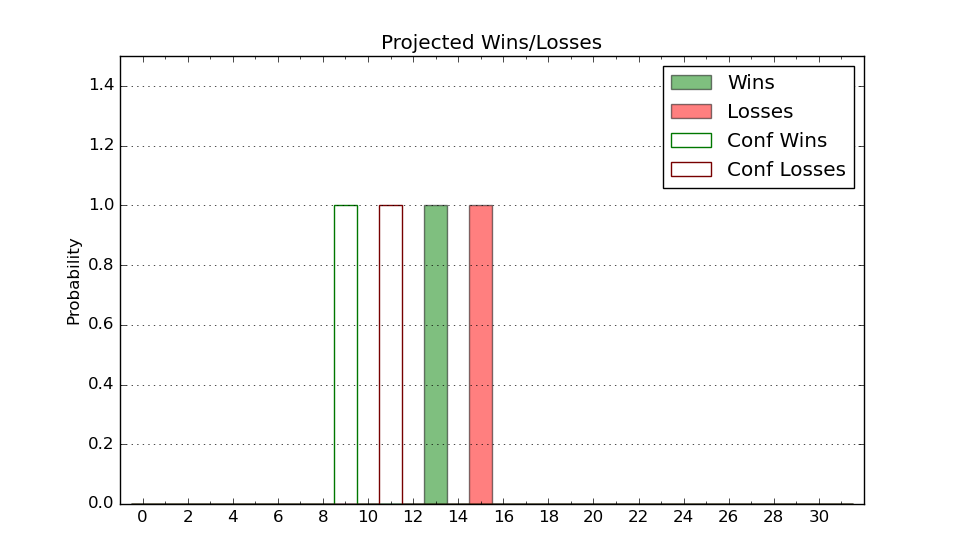 Projected Wins/Losses
1.4
1.2
1.0
0.8
0.6
0.4
0.2
0.0
Probability
Wins
Losses
Conf Wins
Conf Losses
0 2 4 6 8 10 12 14 16 18 20 22 24 26 28 30